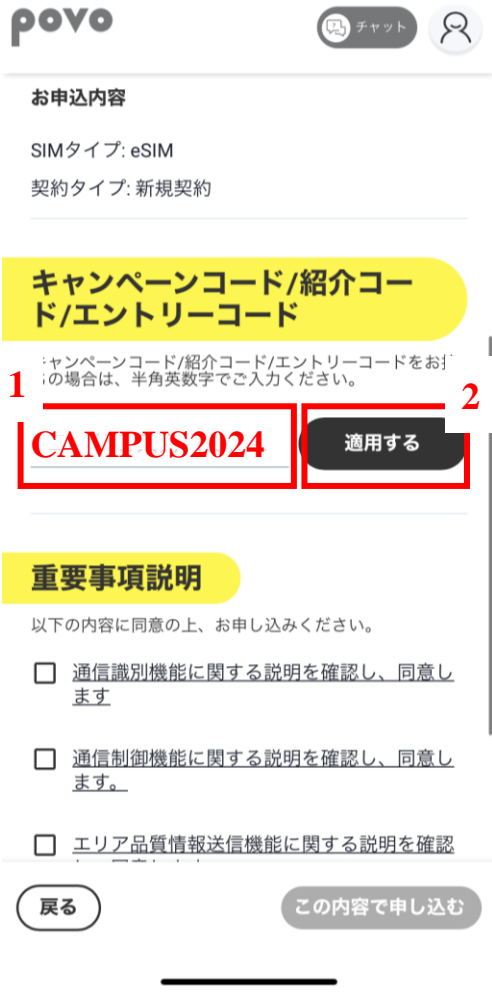 povo
チャット
お申込内容
SIMタイプ: eSIM
契約タイプ: 新規契約
キャンペーンコード/紹介コー
ド/エントリーコード
ャンペーンコード/紹介コード/エントリーコードをお
の場合は、半角英数字でご入力ください。
1
2
CAMPUS2024
適用する
重要事項説明
以下の内容に同意の上、お申し込みください。
通信識別機能に関する説明を確認し、同意し
ます
通信制御機能に関する説明を確認し、同意し
ます。
エリア品質情報送信機能に関する説明を確認
戻る
この内容で申し込む